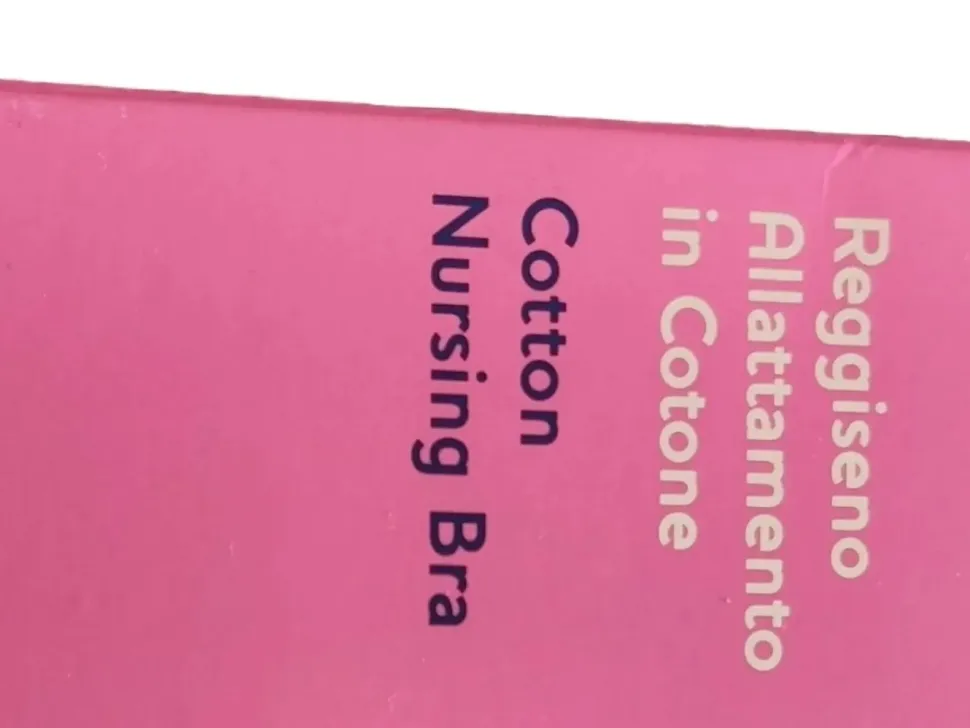 Reggiseno
Allattamento
in Cotone
Cotton
Nursing Bra